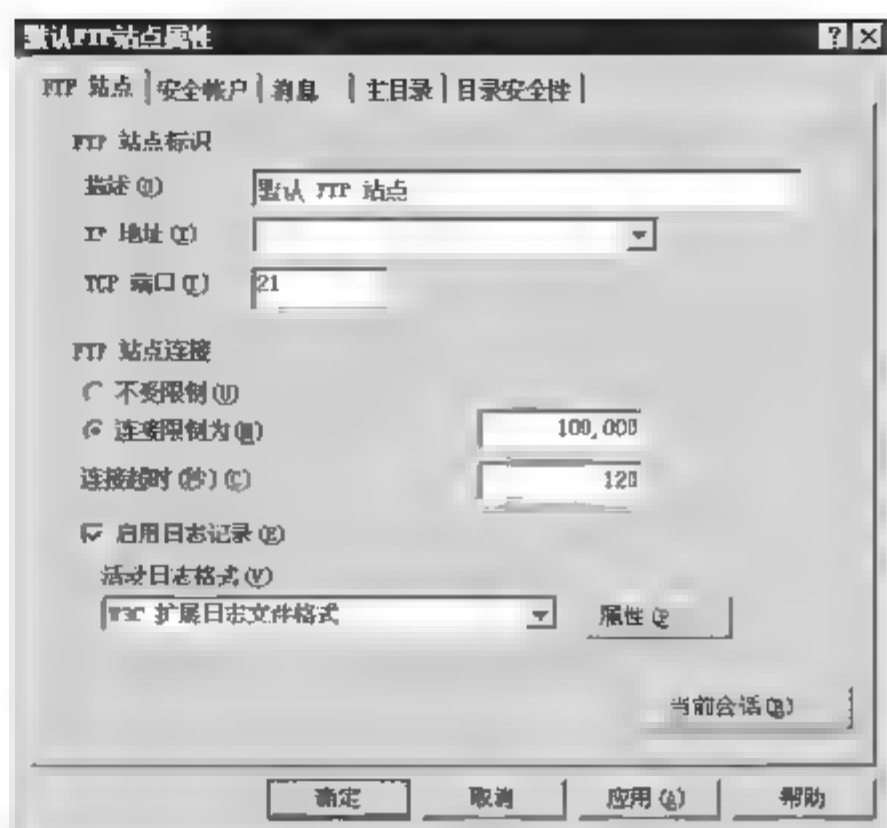 默认FTP站点属性
FTP 站点 安全帐户 消息 主目录 目录安全性
FTP 站点标识
描述(D)
默认 FTP 站点
IP 地址(I)
TCP 端口(T)
21
FTP 站点连接
不受限制(U)
连接限制为(M)
100,000
连接超时(秒)(C)
120
启用日志记录(E)
活动日志格式(V)
W3C 扩展日志文件格式
属性(P
当前会话(R)
确定 取消 应用(A) 帮助